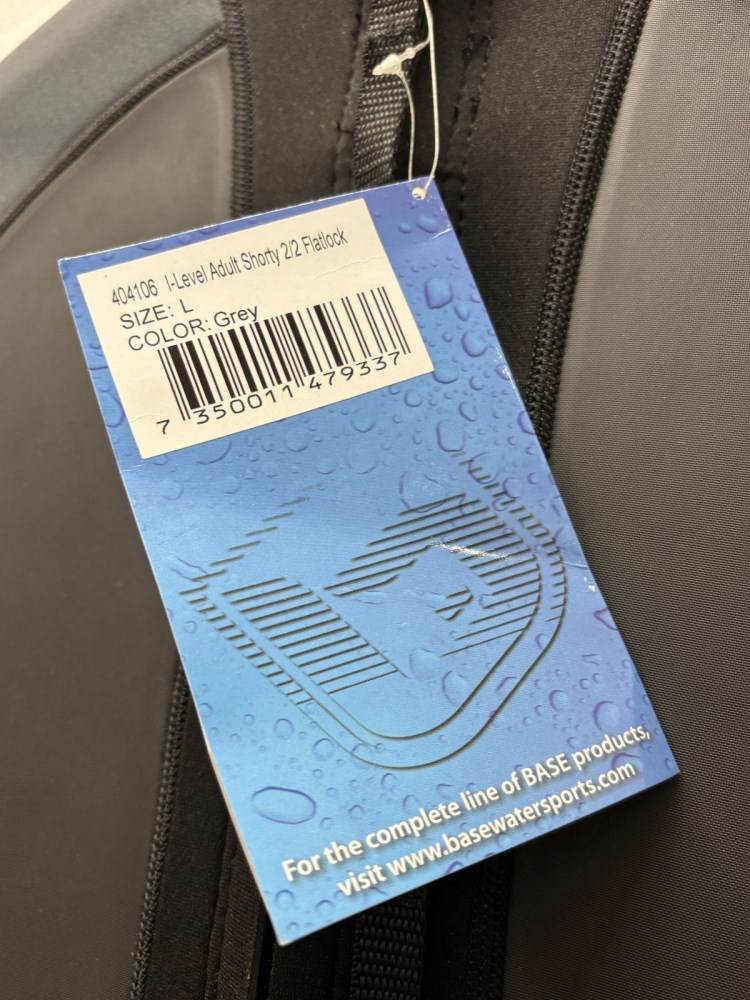 404106 I-Level Adult Shorty 2/2 Flatlock
SIZE: L
COLOR: Grey
7 350011 479337
For the complete line of BASE products,
visit www.basewatersports.com